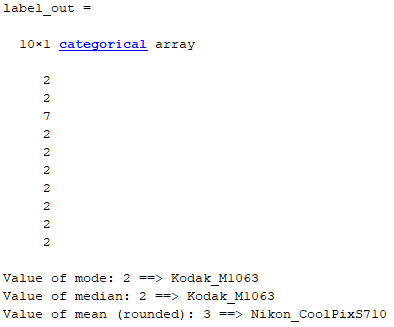 label_out =
10×1 categorical array
2
2
7
2
2
2
2
2
2
2
Value of mode: 2 ==> Kodak_M1063
Value of median: 2 ==> Kodak_M1063
Value of mean (rounded): 3 ==> Nikon_CoolPixS710